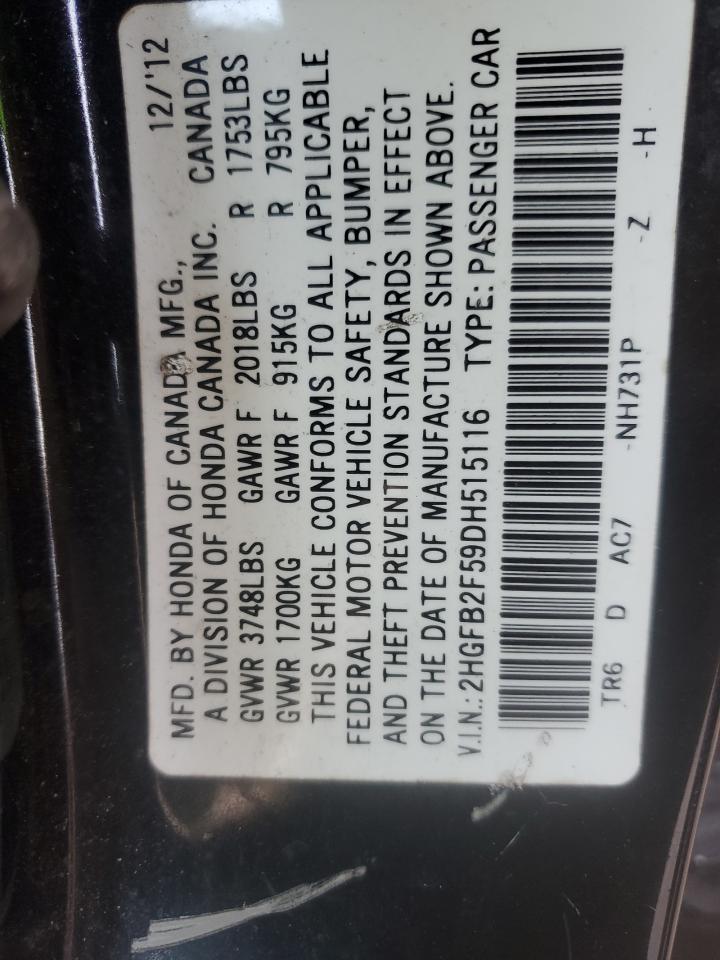 MFD. BY HONDA OF CANADA MFG., 12/'12
A DIVISION OF HONDA CANADA INC. CANADA
GVWR 3748LBS GAWR F 2018LBS R 1753LBS
GVWR 1700KG GAWR F 915KG R 795KG
THIS VEHICLE CONFORMS TO ALL APPLICABLE
FEDERAL MOTOR VEHICLE SAFETY, BUMPER,
AND THEFT PREVENTION STANDARDS IN EFFECT
ON THE DATE OF MANUFACTURE SHOWN ABOVE.
V.I.N.: 2HGFB2F59DH515116 TYPE: PASSENGER CAR
TR6 D AC7 -NH731P -Z -H